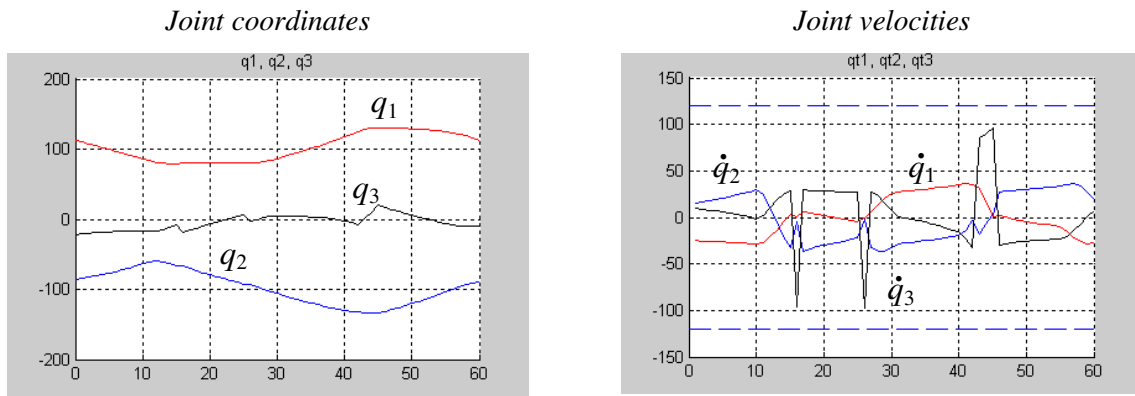 Joint coordinates
q1, q2, q3
200
100
0
-100
-200
0 10 20 30 40 50 60
q₁
q₃
q₂
Joint velocities
qt1, qt2, qt3
150
100
50
0
-50
-100
-150
0 10 20 30 40 50 60
q̇₂
q̇₁
q̇₃